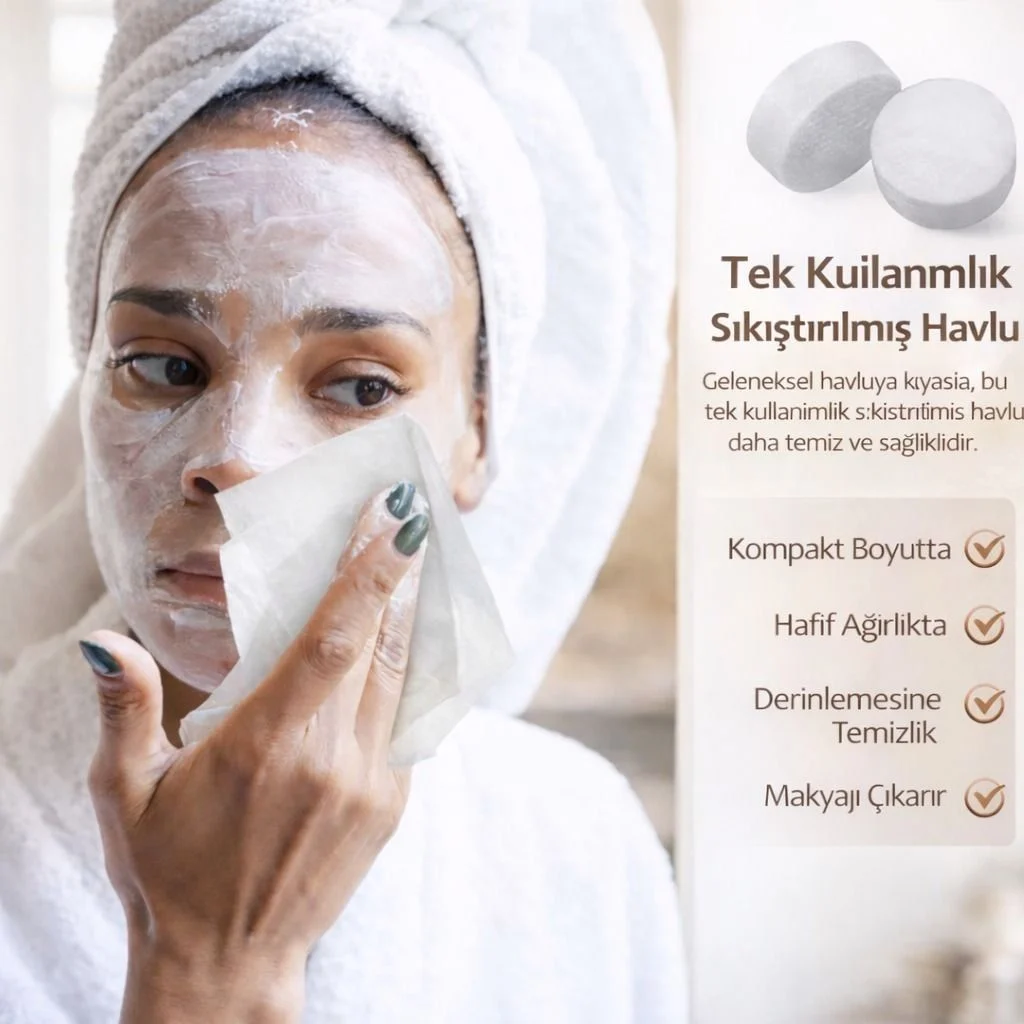 Tek Kuilanmlık
Sıkıştırılmış Havlu
Geleneksel havluya kıyasia, bu
tek kullanimlik s:kistrıtimis havlu
daha temiz ve sağliklidir.
Kompakt Boyutta
Hafif Ağirlikta
Derinlemesine
Temizlik
Makyajı Çıkarır